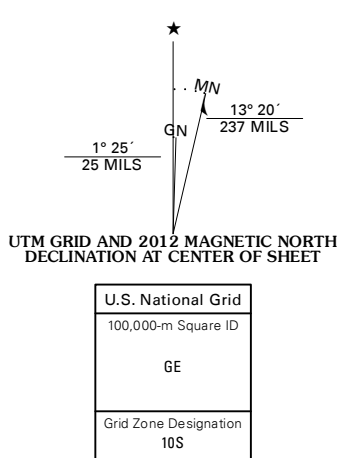 ★
MN
GN
13° 20´
237 MILS
1° 25´
25 MILS
UTM GRID AND 2012 MAGNETIC NORTH
DECLINATION AT CENTER OF SHEET
U.S. National Grid
100,000-m Square ID
GE
Grid Zone Designation
10S